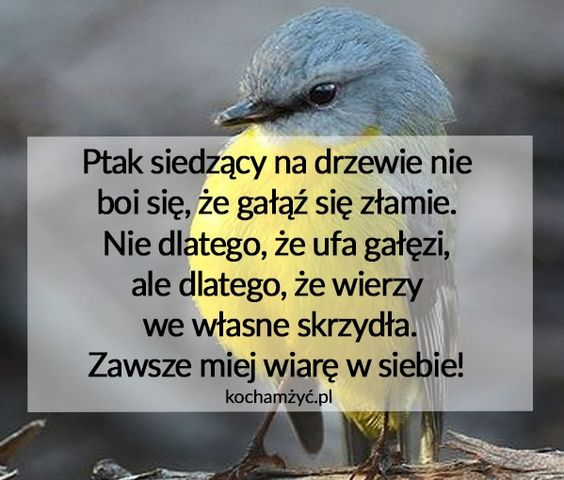 Ptak siedzący na drzewie nie
boi się, że gałąź się złamie.
Nie dlatego, że ufa gałęzi,
ale dlatego, że wierzy
we własne skrzydła.
Zawsze miej wiarę w siebie!
kochamżyć.pl